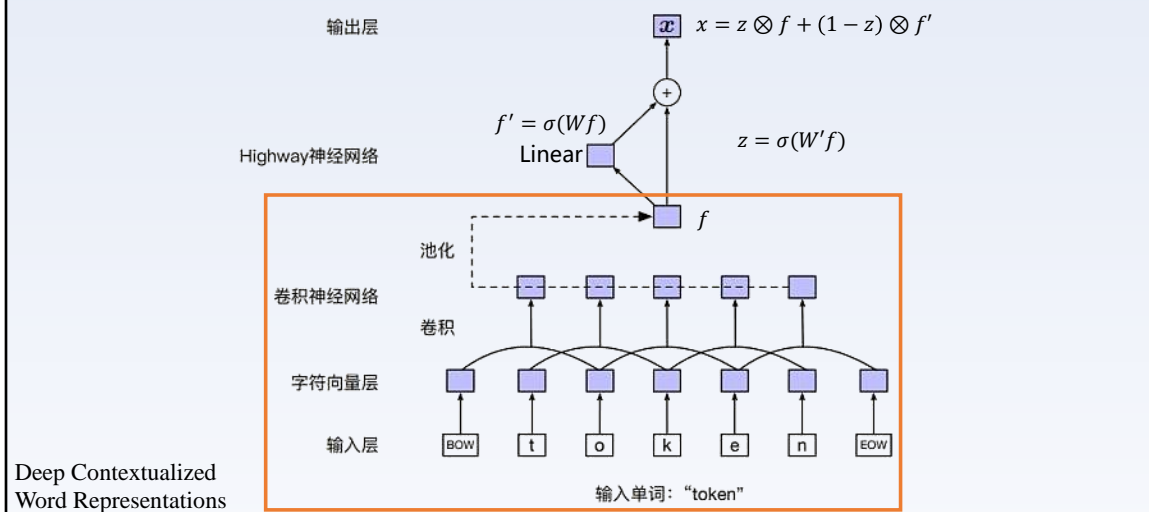 输出层
x
x = z ⊗ f + (1 − z) ⊗ f′
+
f′ = σ(Wf)
z = σ(W′f)
Highway神经网络
Linear
f
池化
卷积神经网络
卷积
字符向量层
输入层
BOW t o k e n EOW
Deep Contextualized
Word Representations
输入单词：“token”